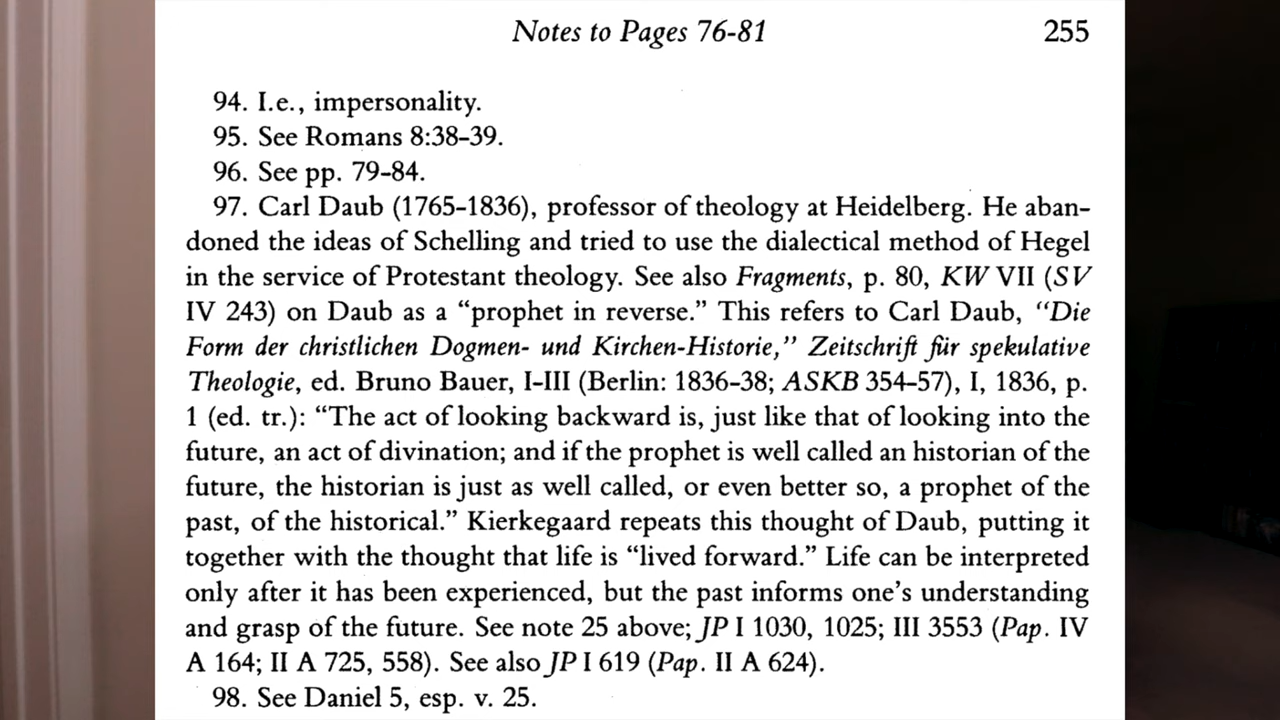 Notes to Pages 76-81 255
94. I.e., impersonality.
95. See Romans 8:38–39.
96. See pp. 79–84.
97. Carl Daub (1765–1836), professor of theology at Heidelberg. He aban-
doned the ideas of Schelling and tried to use the dialectical method of Hegel
in the service of Protestant theology. See also Fragments, p. 80, KW VII (SV
IV 243) on Daub as a “prophet in reverse.” This refers to Carl Daub, “Die
Form der christlichen Dogmen- und Kirchen-Historie,” Zeitschrift für spekulative
Theologie, ed. Bruno Bauer, I–III (Berlin: 1836–38; ASKB 354–57), I, 1836, p.
1 (ed. tr.): “The act of looking backward is, just like that of looking into the
future, an act of divination; and if the prophet is well called an historian of the
future, the historian is just as well called, or even better so, a prophet of the
past, of the historical.” Kierkegaard repeats this thought of Daub, putting it
together with the thought that life is “lived forward.” Life can be interpreted
only after it has been experienced, but the past informs one’s understanding
and grasp of the future. See note 25 above; JP I 1030, 1025; III 3553 (Pap. IV
A 164; II A 725, 558). See also JP I 619 (Pap. II A 624).
98. See Daniel 5, esp. v. 25.